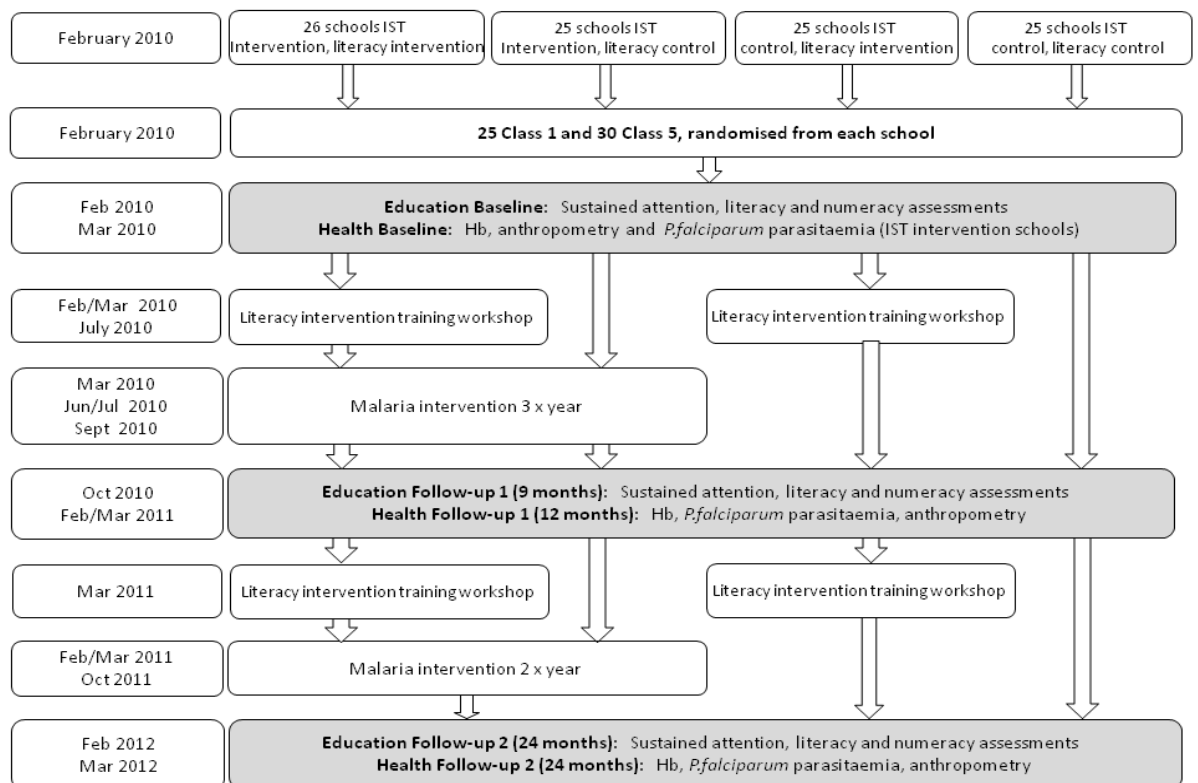 February 2010
26 schools IST
Intervention, literacy intervention
25 schools IST
Intervention, literacy control
25 schools IST
control, literacy intervention
25 schools IST
control, literacy control
February 2010
25 Class 1 and 30 Class 5, randomised from each school
Feb 2010
Mar 2010
Education Baseline: Sustained attention, literacy and numeracy assessments
Health Baseline: Hb, anthropometry and P.falciparum parasitaemia (IST intervention schools)
Feb/Mar 2010
July 2010
Literacy intervention training workshop
Literacy intervention training workshop
Mar 2010
Jun/Jul 2010
Sept 2010
Malaria intervention 3 x year
Oct 2010
Feb/Mar 2011
Education Follow-up 1 (9 months): Sustained attention, literacy and numeracy assessments
Health Follow-up 1 (12 months): Hb, P.falciparum parasitaemia, anthropometry
Mar 2011
Literacy intervention training workshop
Literacy intervention training workshop
Feb/Mar 2011
Oct 2011
Malaria intervention 2 x year
Feb 2012
Mar 2012
Education Follow-up 2 (24 months): Sustained attention, literacy and numeracy assessments
Health Follow-up 2 (24 months): Hb, P.falciparum parasitaemia, anthropometry